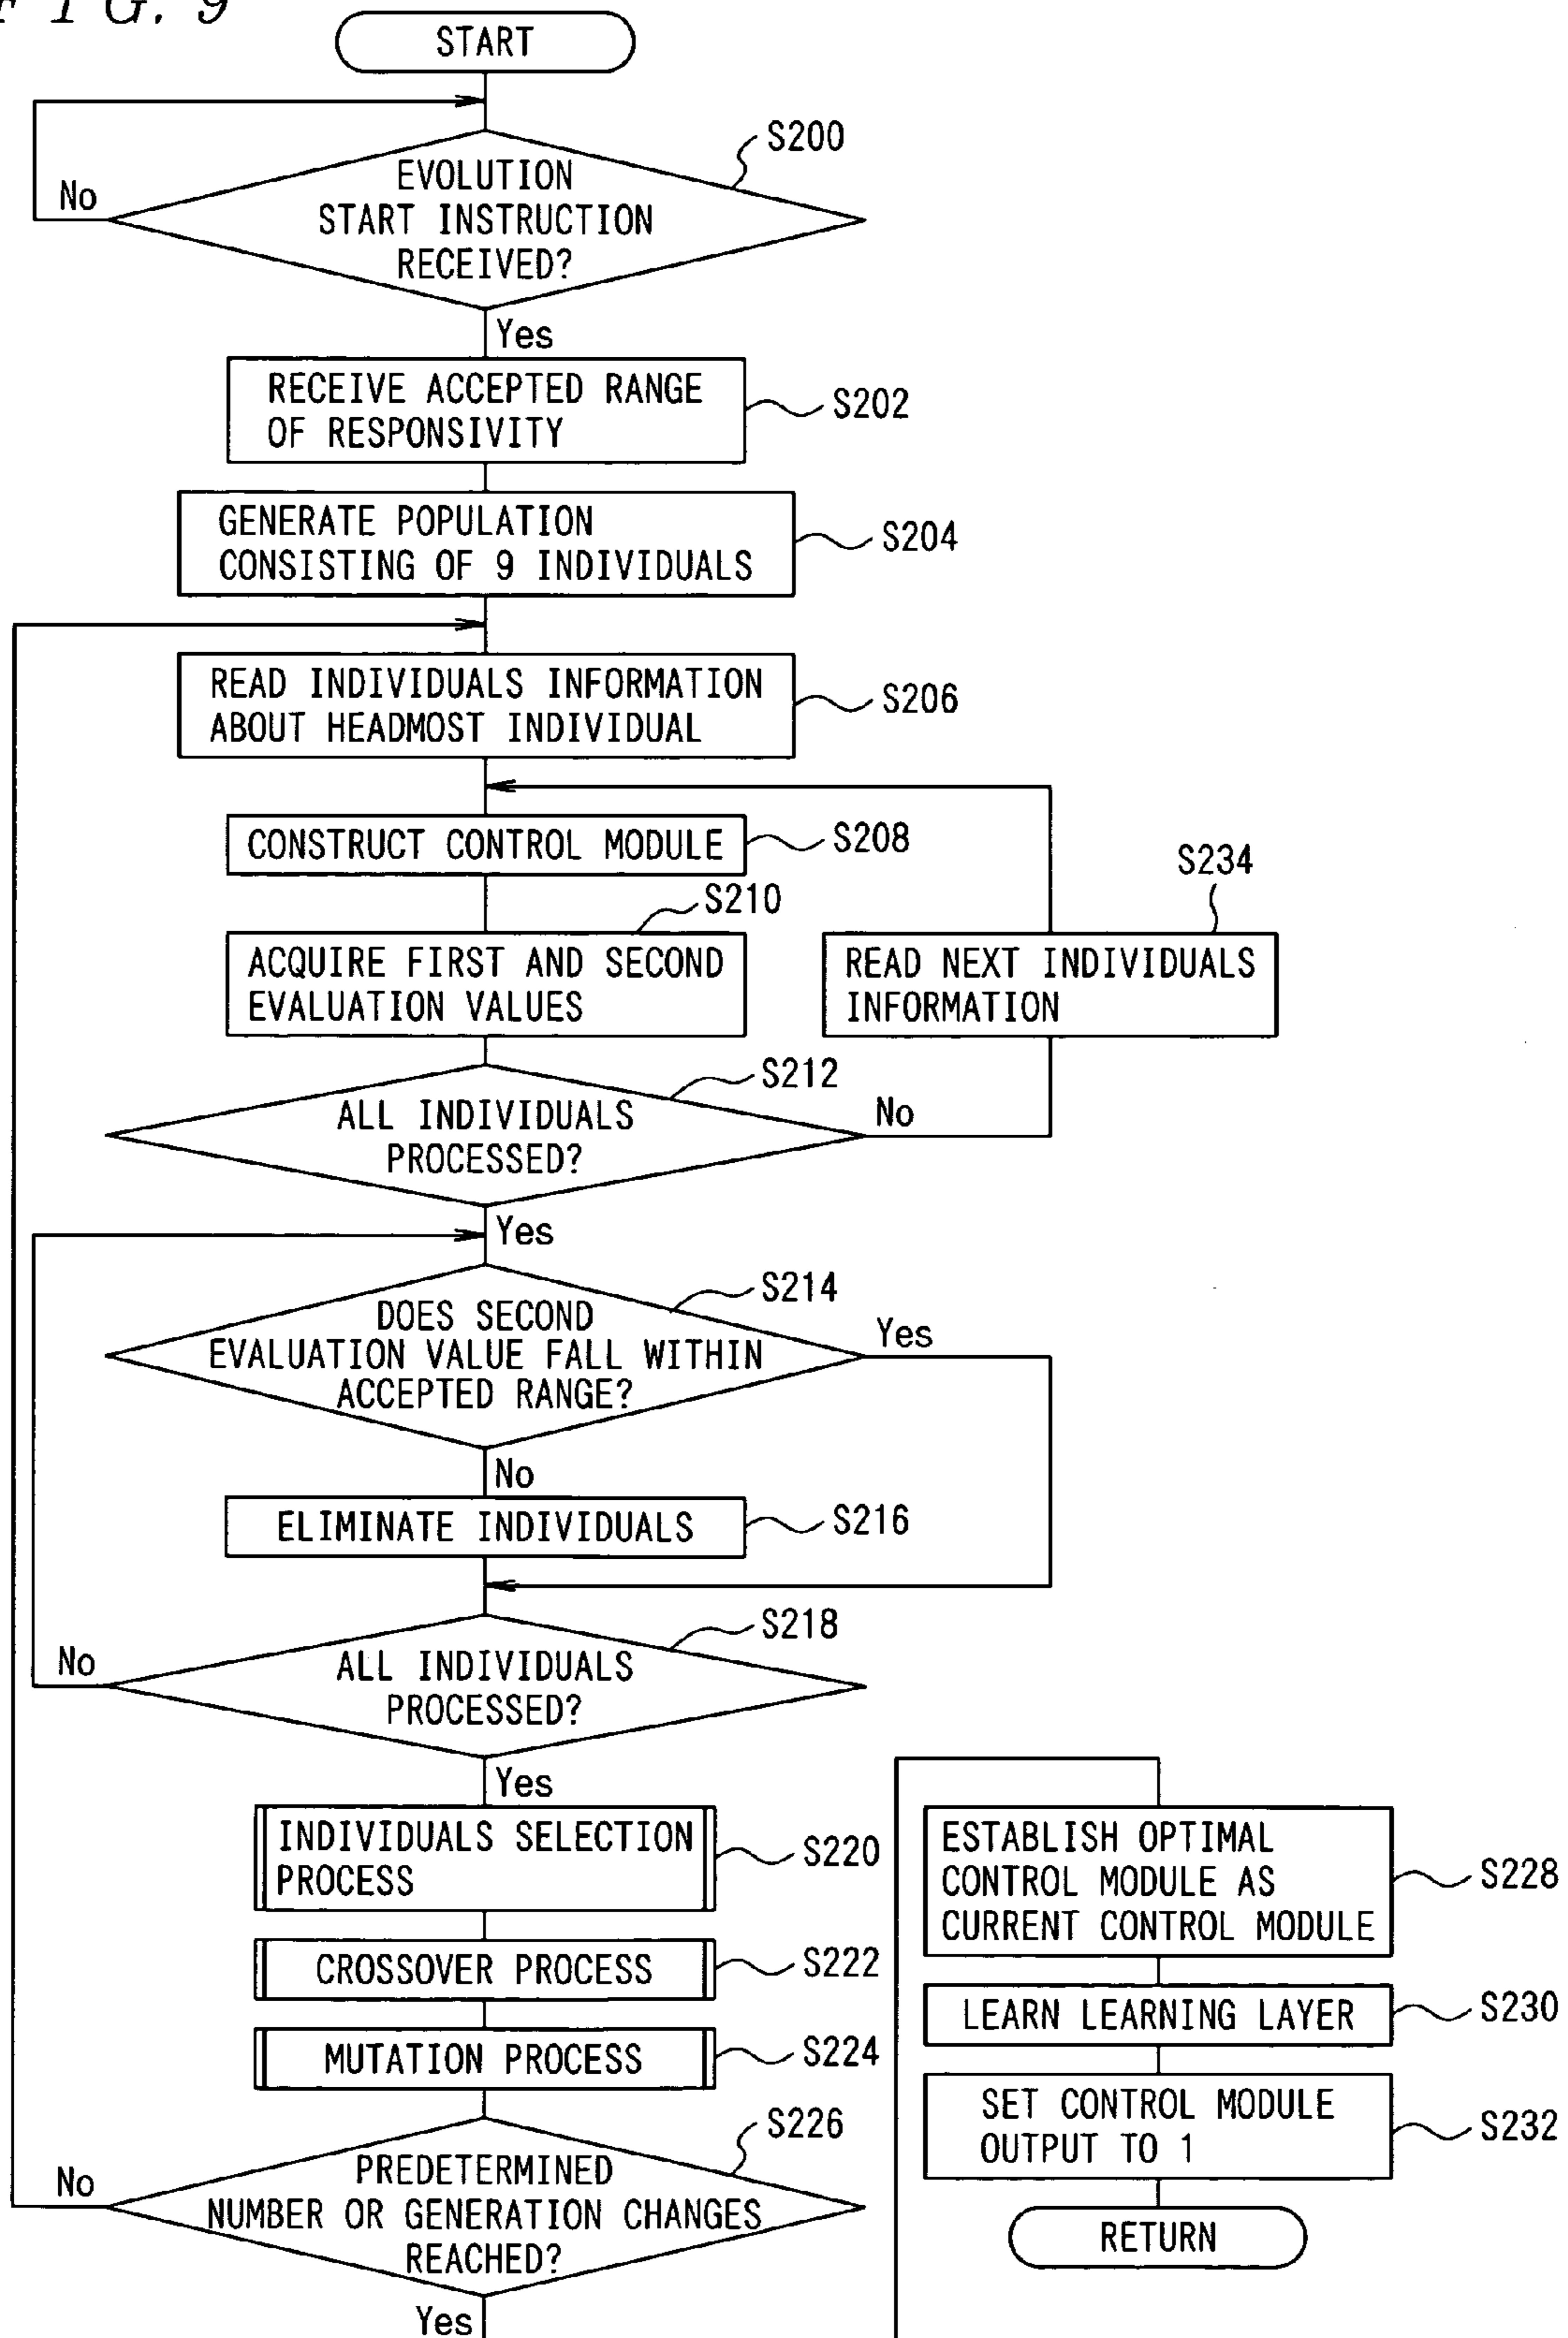 FIG. 9
START
S200
EVOLUTION
START INSTRUCTION
RECEIVED?
No
Yes
RECEIVE ACCEPTED RANGE
OF RESPONSIVITY
S202
GENERATE POPULATION
CONSISTING OF 9 INDIVIDUALS
S204
READ INDIVIDUALS INFORMATION
ABOUT HEADMOST INDIVIDUAL
S206
CONSTRUCT CONTROL MODULE
S208
S210
ACQUIRE FIRST AND SECOND
EVALUATION VALUES
S234
READ NEXT INDIVIDUALS
INFORMATION
S212
ALL INDIVIDUALS
PROCESSED?
No
Yes
S214
DOES SECOND
EVALUATION VALUE FALL WITHIN
ACCEPTED RANGE?
Yes
No
ELIMINATE INDIVIDUALS
S216
S218
ALL INDIVIDUALS
PROCESSED?
No
Yes
INDIVIDUALS SELECTION
PROCESS
S220
CROSSOVER PROCESS
S222
MUTATION PROCESS
S224
S226
PREDETERMINED
NUMBER OR GENERATION CHANGES
REACHED?
No
Yes
ESTABLISH OPTIMAL
CONTROL MODULE AS
CURRENT CONTROL MODULE
S228
LEARN LEARNING LAYER
S230
SET CONTROL MODULE
OUTPUT TO 1
S232
RETURN